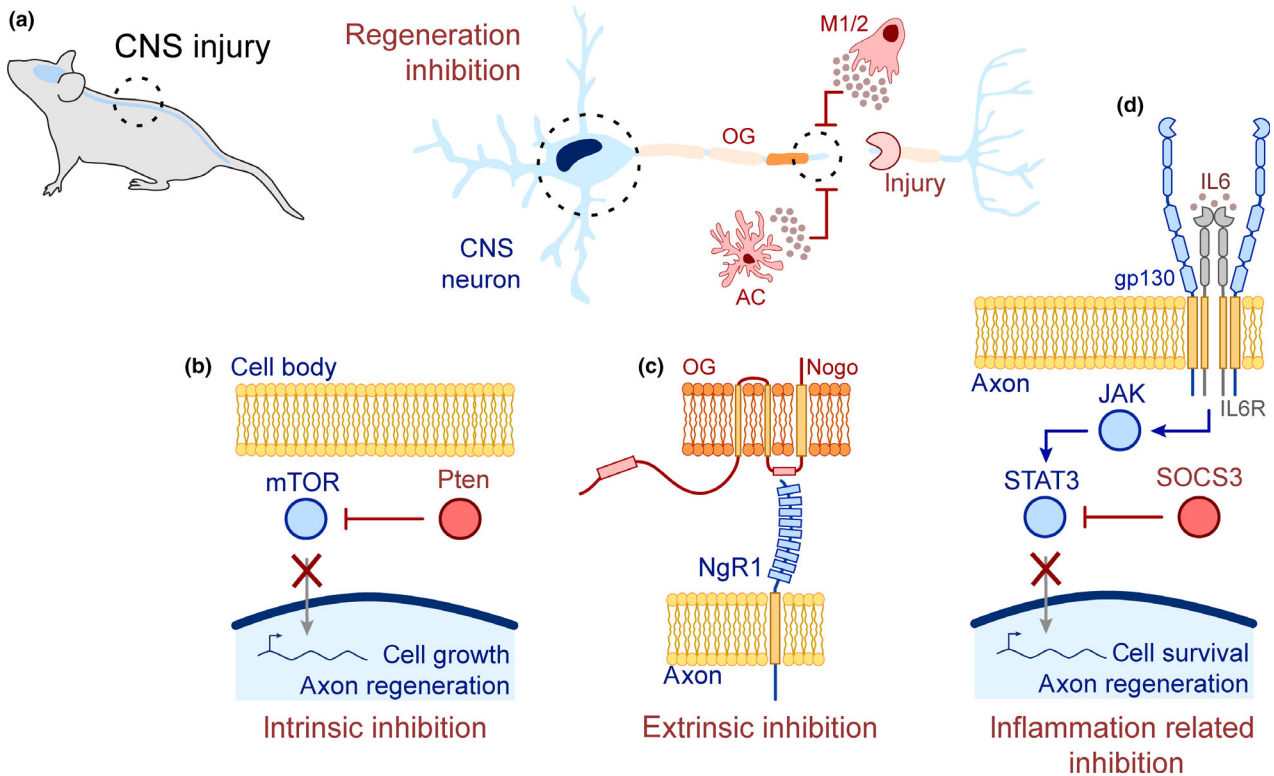 (a)
CNS injury
Regeneration
inhibition
M1/2
OG
Injury
CNS
neuron
AC
(b)
Cell body
mTOR
Pten
Cell growth
Axon regeneration
Intrinsic inhibition
(c)
OG
Nogo
NgR1
Axon
Extrinsic inhibition
(d)
IL6
gp130
Axon
IL6R
JAK
STAT3
SOCS3
Cell survival
Axon regeneration
Inflammation related
inhibition